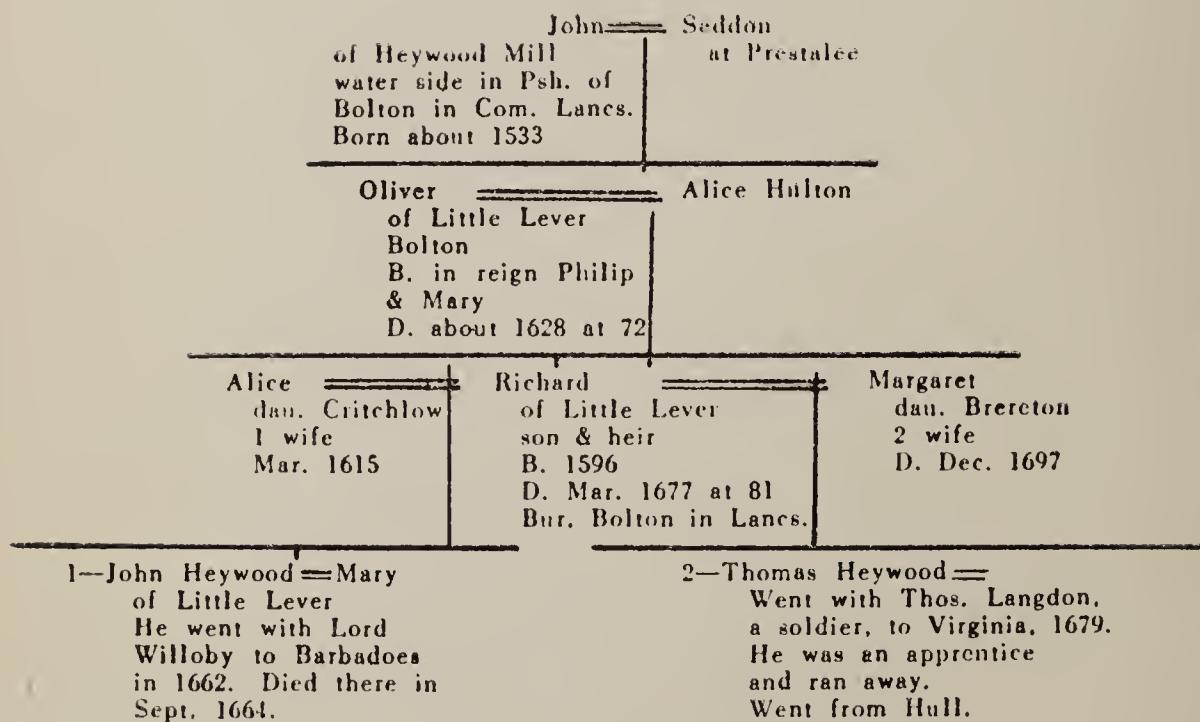 John Seddon
of Heywood Mill at Prestalee
water side in Psh. of
Bolton in Com. Lancs.
Born about 1533
Oliver Alice Hulton
of Little Lever
Bolton
B. in reign Philip
& Mary
D. about 1628 at 72
Alice Richard Margaret
dau. Critchlow of Little Lever dau. Brereton
1 wife son & heir 2 wife
Mar. 1615 B. 1596 D. Dec. 1697
D. Mar. 1677 at 81
Bur. Bolton in Lancs.
1—John Heywood = Mary
of Little Lever
He went with Lord
Willoby to Barbadoes
in 1662. Died there in
Sept. 1664.
2—Thomas Heywood =
Went with Thos. Langdon,
a soldier, to Virginia, 1679.
He was an apprentice
and ran away.
Went from Hull.